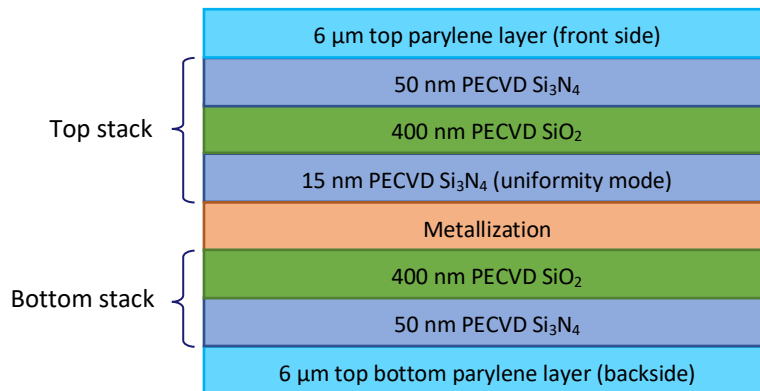 6 µm top parylene layer (front side)
50 nm PECVD Si₃N₄
Top stack
400 nm PECVD SiO₂
15 nm PECVD Si₃N₄ (uniformity mode)
Metallization
400 nm PECVD SiO₂
Bottom stack
50 nm PECVD Si₃N₄
6 µm top bottom parylene layer (backside)